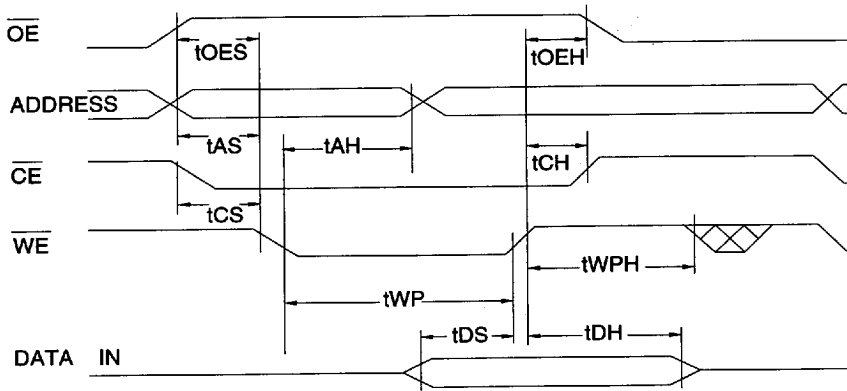 OE
tOES
tOEH
ADDRESS
tAS
tAH
tCH
CE
tCS
WE
tWPH
tWP
tDS
tDH
DATA IN